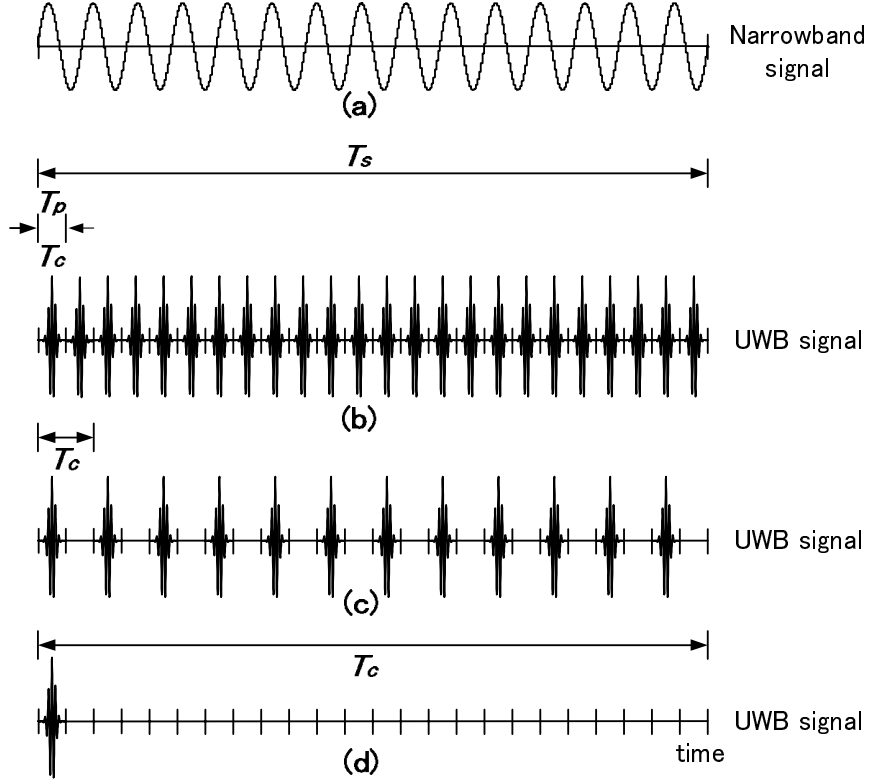 Narrowband
signal
(a)
Ts
Tp
Tc
UWB signal
(b)
Tc
UWB signal
(c)
Tc
UWB signal
time
(d)